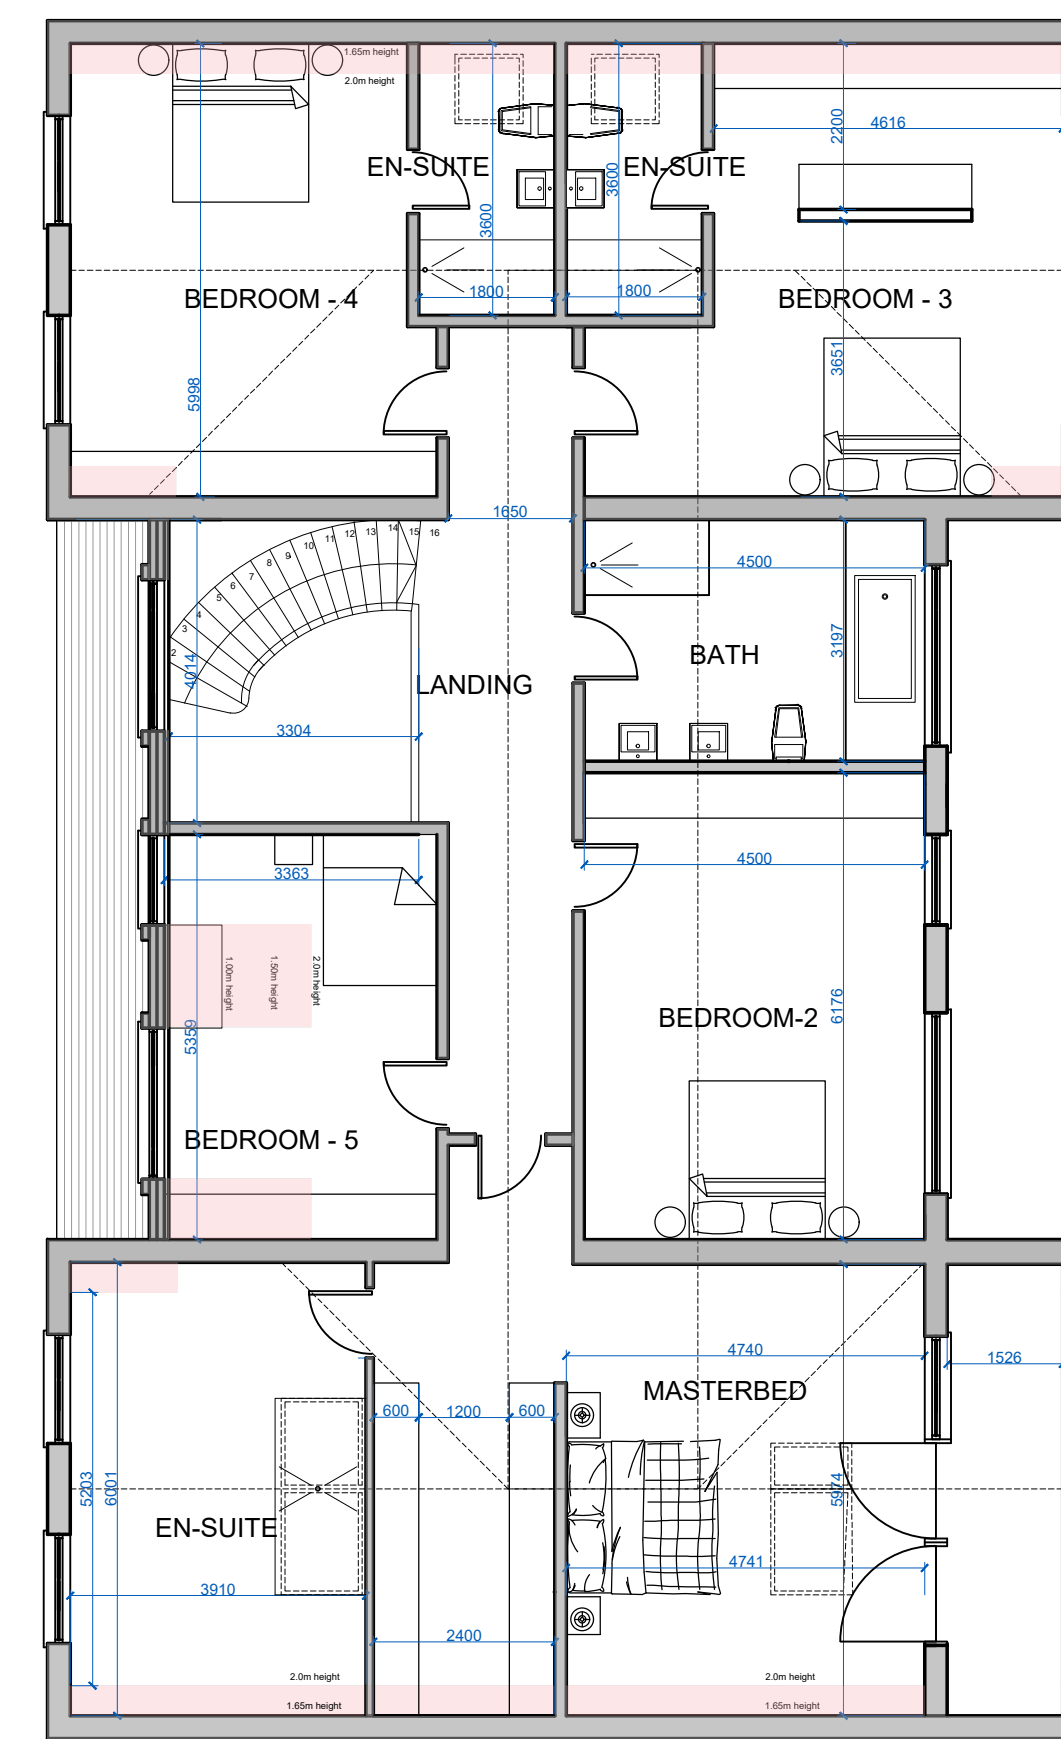 1.65m height
2.0m height
2200
4616
EN-SUITE
EN-SUITE
3600
3600
1800
1800
BEDROOM - 4
BEDROOM - 3
3651
5998
1650
16
15
14
13
12
11
10
9
8
7
6
5
4
3
2
4500
3197
BATH
4014
LANDING
3304
4500
3363
1.00m height
1.50m height
2.0m height
6176
BEDROOM-2
5359
BEDROOM - 5
4740
1526
MASTERBED
600
1200
600
5203
6001
5974
EN-SUITE
4741
3910
2400
2.0m height
2.0m height
1.65m height
1.65m height